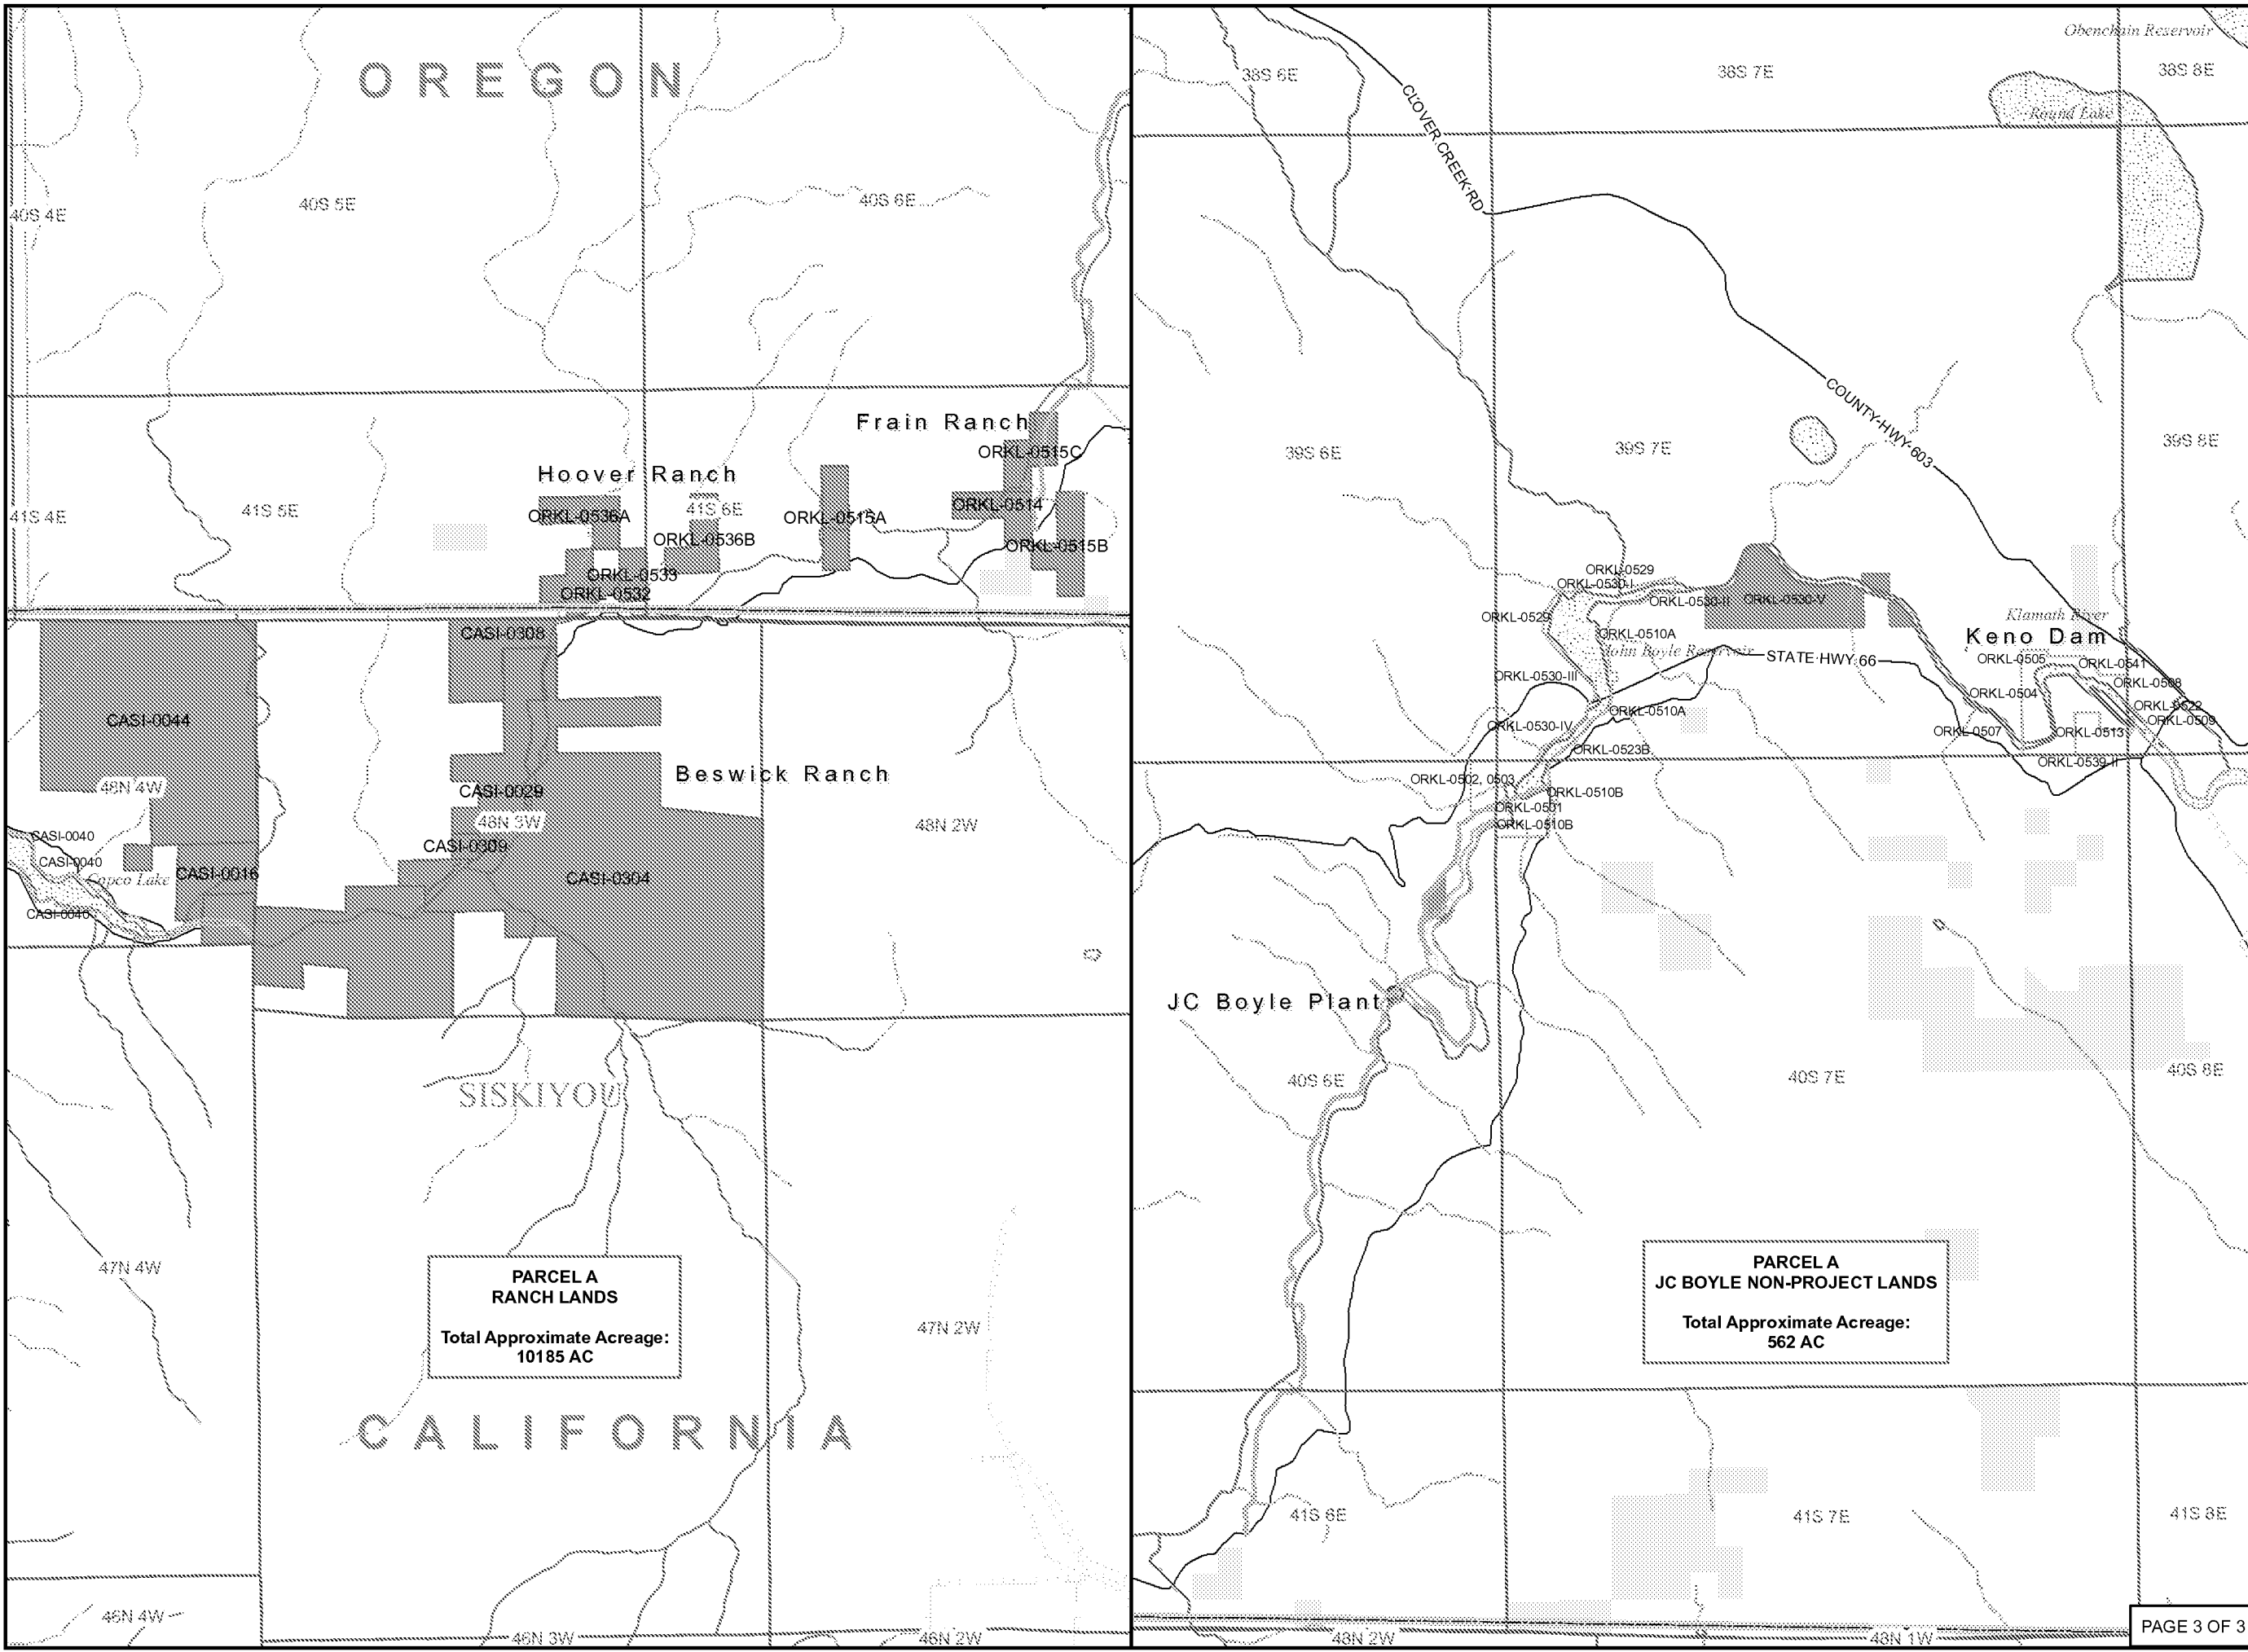 OREGON
40S 4E
40S 5E
40S 6E
Frain Ranch
ORKL-0515C
Hoover Ranch
41S 4E
41S 5E
ORKL-0536A
41S 6E
ORKL-0515A
ORKL-0514
ORKL-0536B
ORKL-0515B
ORKL-0533
ORKL-0532
CASI-0308
CASI-0044
Beswick Ranch
48N 4W
CASI-0029
48N 3W
48N 2W
CASI-0040
CASI-0309
CASI-0040
Copco Lake
CASI-0016
CASI-0304
CASI-0040
SISKIYOU
47N 4W
PARCEL A
RANCH LANDS
Total Approximate Acreage:
10185 AC
47N 2W
CALIFORNIA
46N 4W
46N 3W
46N 2W
Obenchain Reservoir
38S 6E
38S 7E
38S 8E
CLOVER CREEK RD
Round Lake
COUNTY HWY 603
39S 6E
39S 7E
39S 8E
ORKL-0529
ORKL-0530-I
ORKL-0530-II
ORKL-0530-V
ORKL-0529
Klamath River
ORKL-0510A
Keno Dam
John Boyle Reservoir
STATE HWY 66
ORKL-0505
ORKL-0541
ORKL-0530-III
ORKL-0508
ORKL-0504
ORKL-0510A
ORKL-0522
ORKL-0530-IV
ORKL-0509
ORKL-0507
ORKL-0513
ORKL-0523B
ORKL-0539-II
ORKL-0502, 0503
ORKL-0510B
ORKL-0501
ORKL-0510B
JC Boyle Plant
40S 6E
40S 7E
40S 8E
PARCEL A
JC BOYLE NON-PROJECT LANDS
Total Approximate Acreage:
562 AC
41S 6E
41S 7E
41S 8E
48N 2W
48N 1W
PAGE 3 OF 3